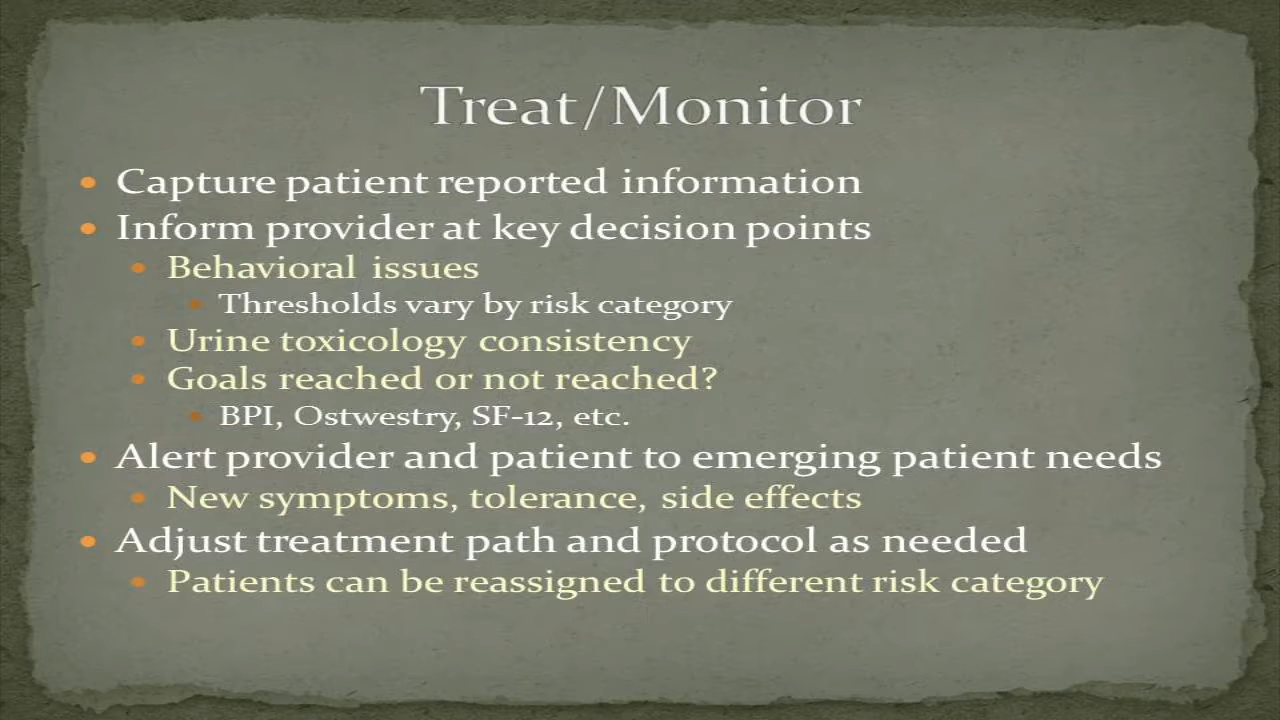 Treat/Monitor
Capture patient reported information
Inform provider at key decision points
Behavioral issues
Thresholds vary by risk category
Urine toxicology consistency
Goals reached or not reached?
BPI, Ostwestry, SF-12, etc.
Alert provider and patient to emerging patient needs
New symptoms, tolerance, side effects
Adjust treatment path and protocol as needed
Patients can be reassigned to different risk category